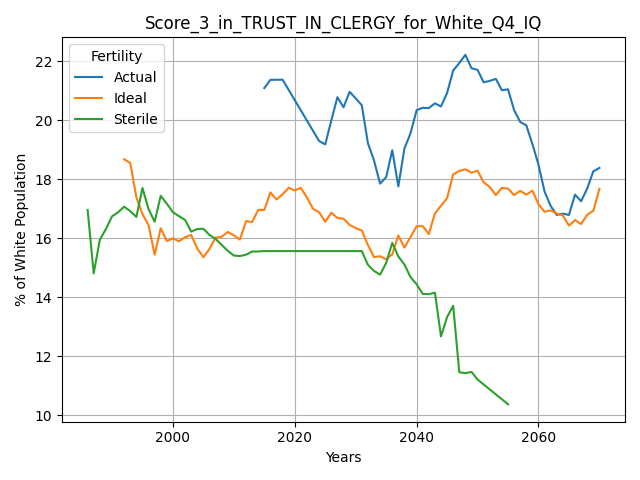 Score_3_in_TRUST_IN_CLERGY_for_White_Q4_IQ
Fertility
Actual
Ideal
Sterile
% of White Population
22
20
18
16
14
12
10
2000
2020
2040
2060
Years